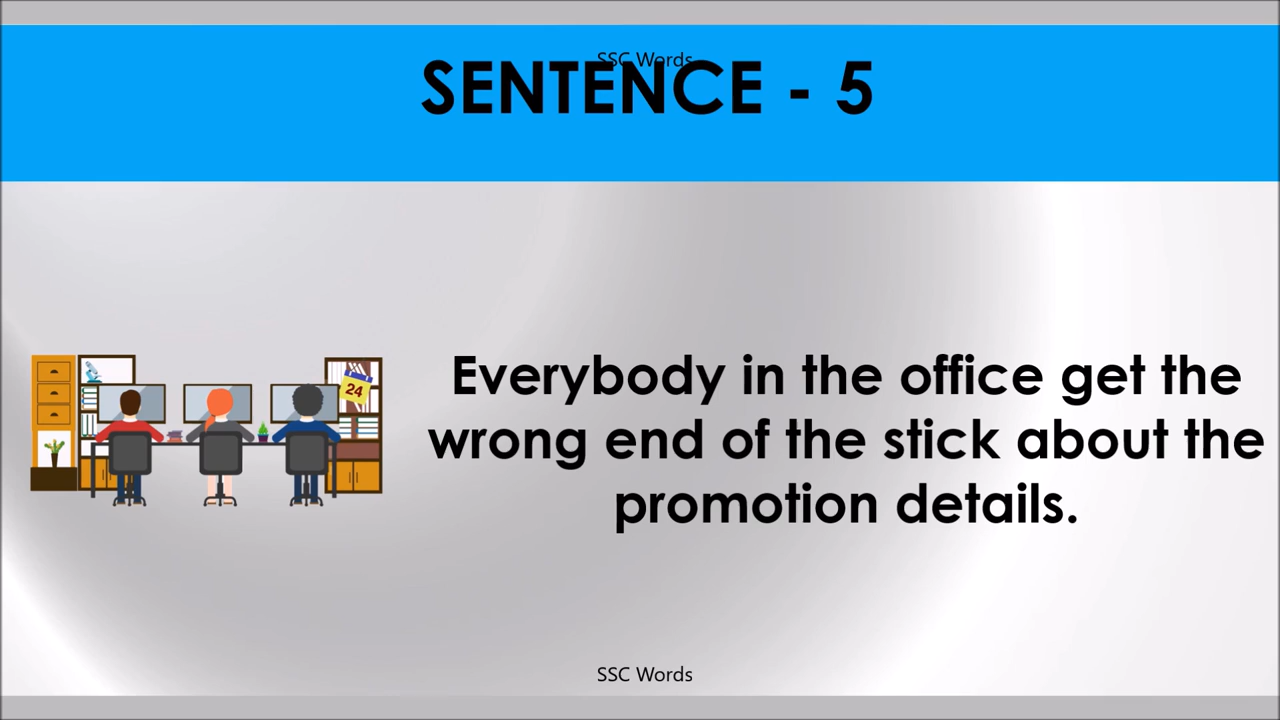 SSC Words
SENTENCE - 5
24
Everybody in the office get the
wrong end of the stick about the
promotion details.
SSC Words